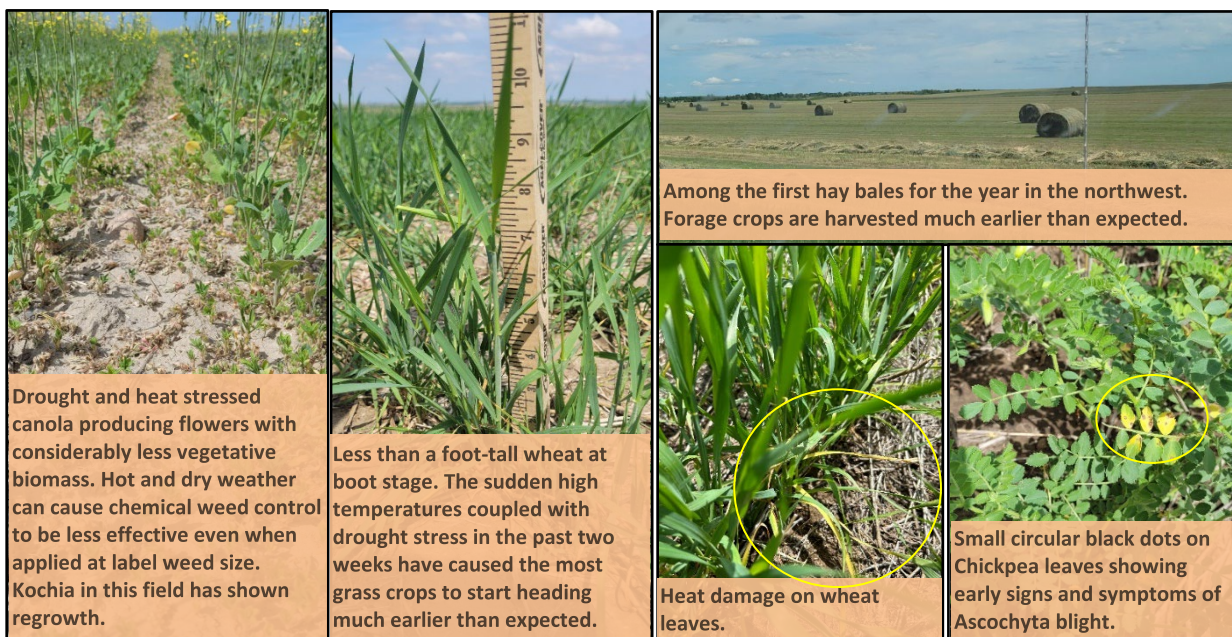 Drought and heat stressed
canola producing flowers with
considerably less vegetative
biomass. Hot and dry weather
can cause chemical weed control
to be less effective even when
applied at label weed size.
Kochia in this field has shown
regrowth.
10
9
8
7
Less than a foot-tall wheat at
boot stage. The sudden high
temperatures coupled with
drought stress in the past two
weeks have caused the most
grass crops to start heading
much earlier than expected.
Among the first hay bales for the year in the northwest.
Forage crops are harvested much earlier than expected.
Heat damage on wheat
leaves.
Small circular black dots on
Chickpea leaves showing
early signs and symptoms of
Ascochyta blight.